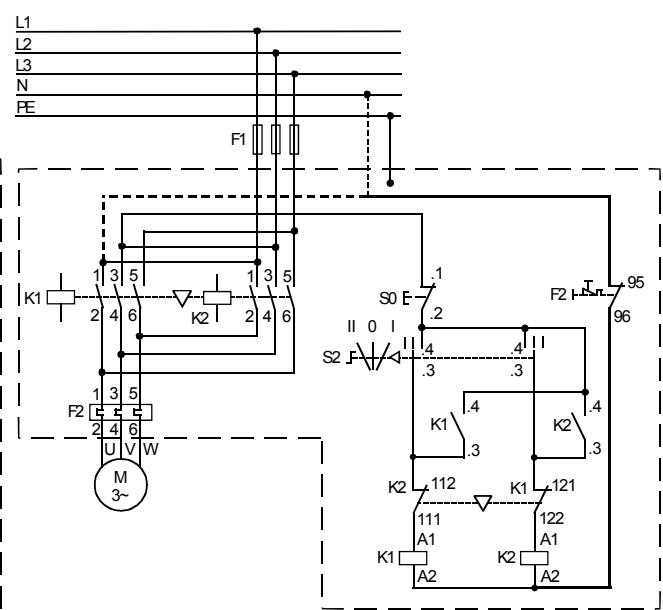 L1
L2
L3
N
PE
F1
K1 1 3 5 K2 1 3 5
2 4 6 2 4 6
S0 .1
.2
F2 95
96
II 0 I
S2 .4 .4
.3 .3
K1 .4 K2 .4
.3 .3
F2 1 3 5
2 4 6
U V W
M
3~
K2 112 K1 121
111 122
A1 A1
K1 K2
A2 A2